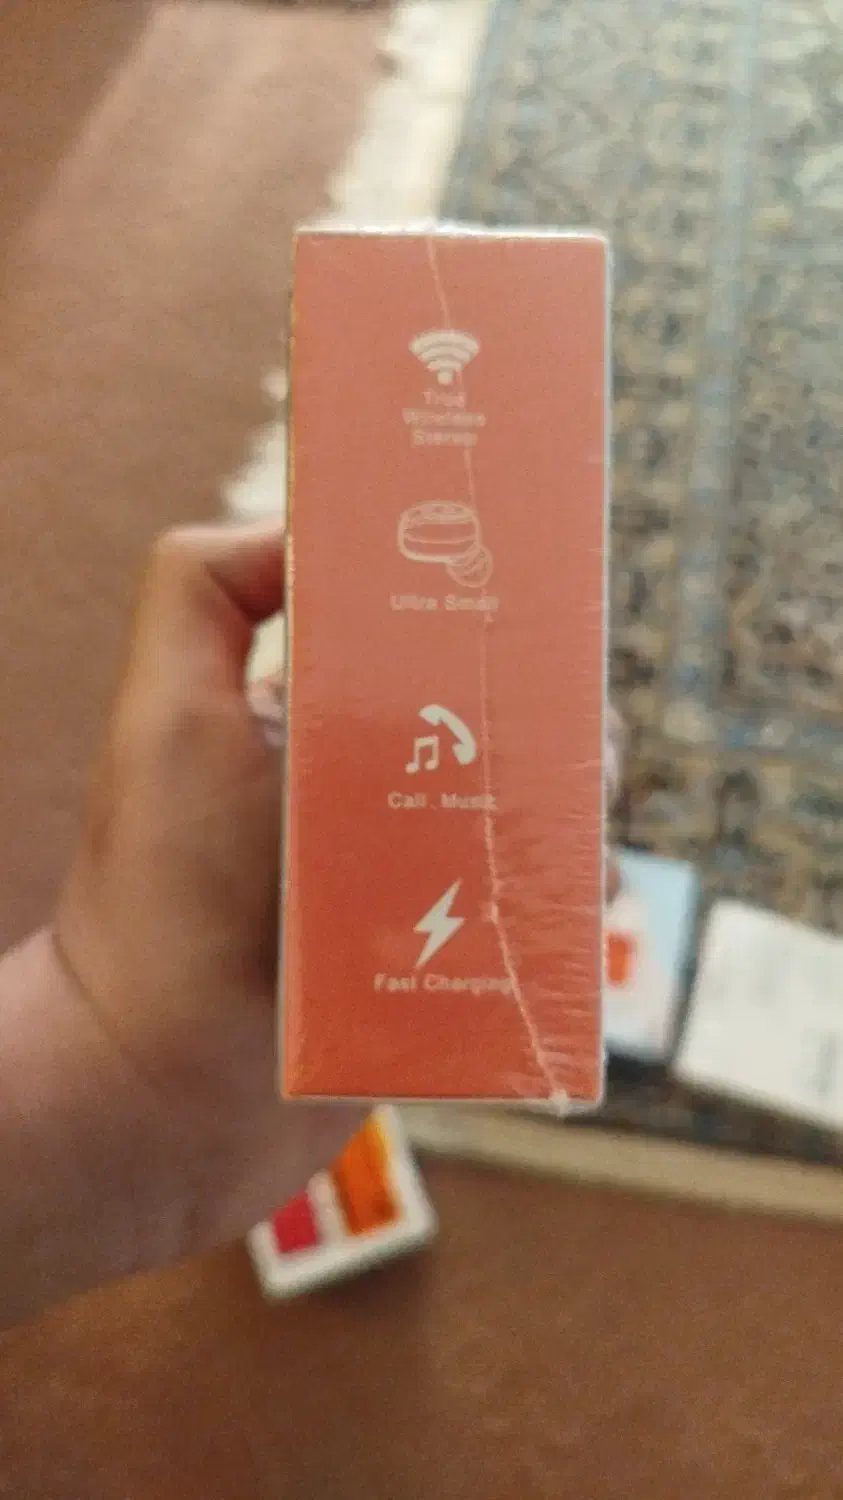 True
Wireless
Stereo
Ultra Small
Call . Music
Fast Charging